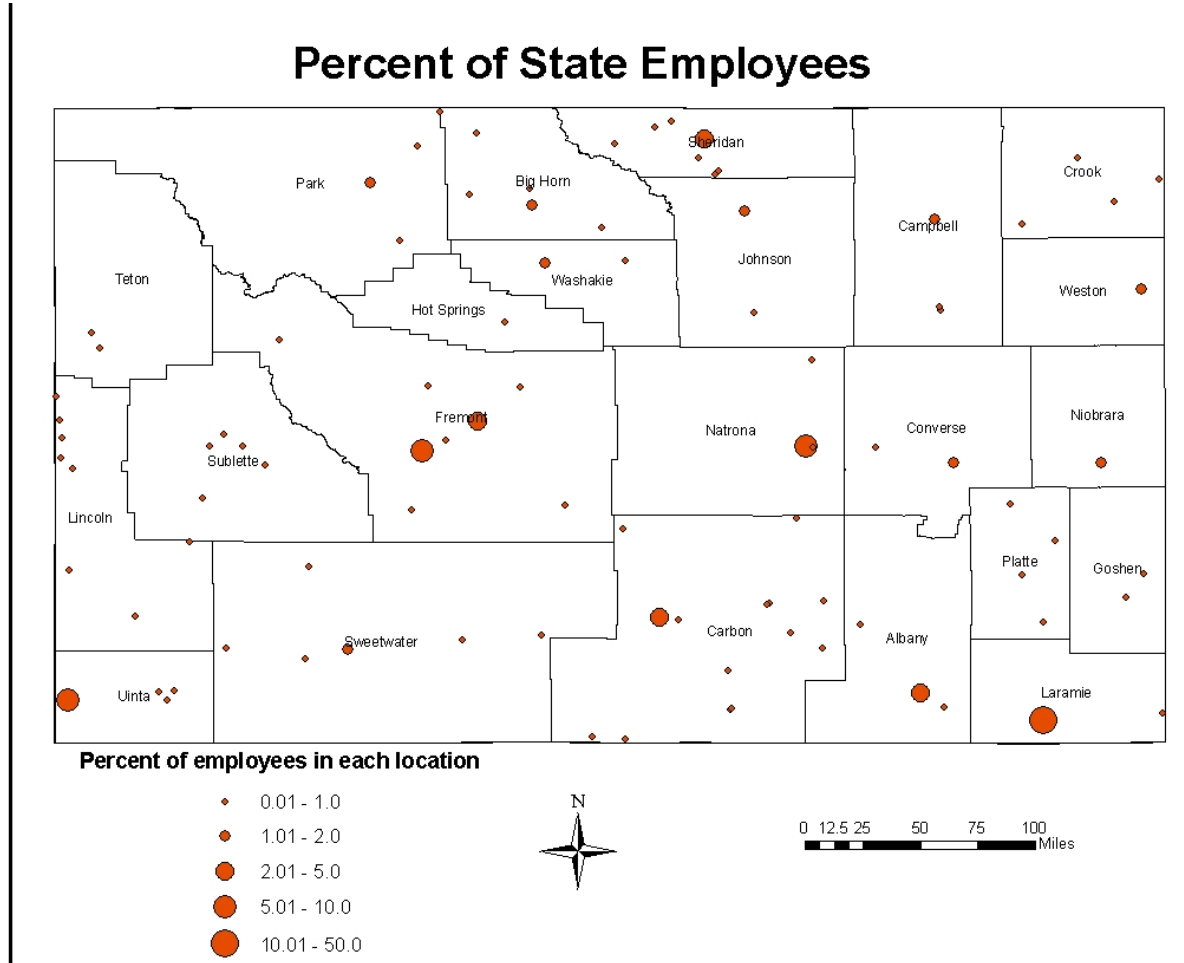 Percent of State Employees
Sheridan
Crook
Park
Big Horn
Campbell
Johnson
Teton
Washakie
Weston
Hot Springs
Niobrara
Fremont
Natrona
Converse
Sublette
Lincoln
Platte
Goshen
Carbon
Albany
Sweetwater
Uinta
Laramie
Percent of employees in each location
0.01 - 1.0
1.01 - 2.0
2.01 - 5.0
5.01 - 10.0
10.01 - 50.0
N
0 12.5 25 50 75 100
Miles